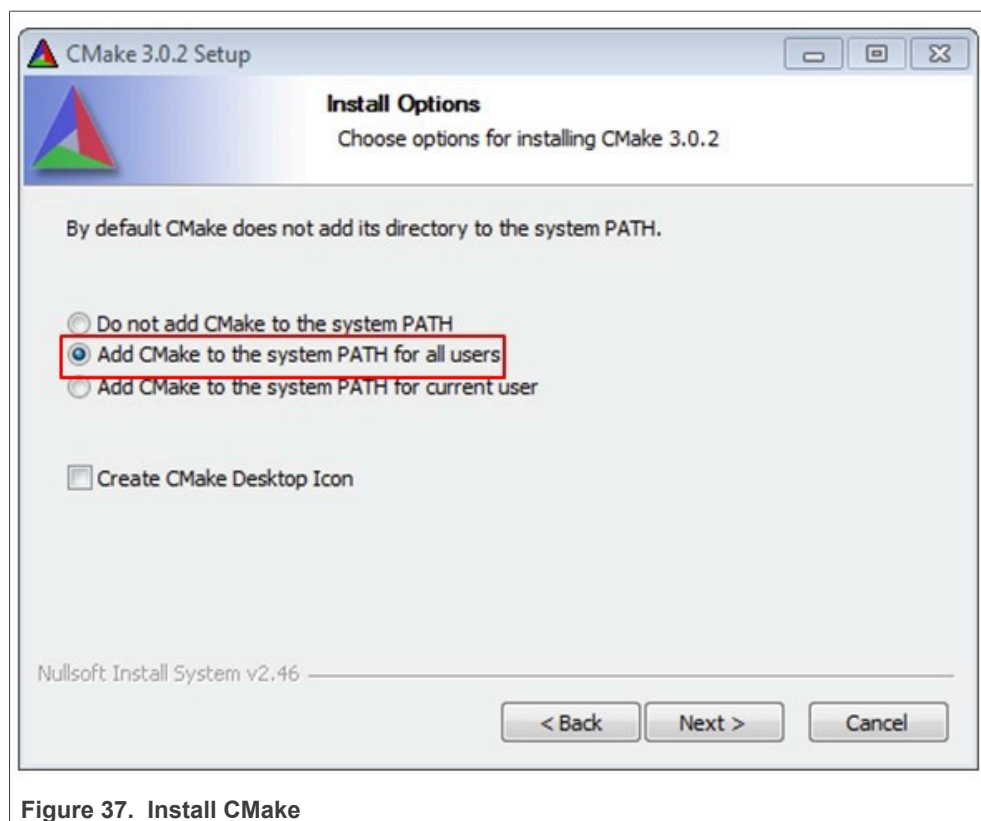 CMake 3.0.2 Setup
Install Options
Choose options for installing CMake 3.0.2
By default CMake does not add its directory to the system PATH.
Do not add CMake to the system PATH
Add CMake to the system PATH for all users
Add CMake to the system PATH for current user
Create CMake Desktop Icon
Nullsoft Install System v2.46
< Back Next > Cancel
Figure 37. Install CMake